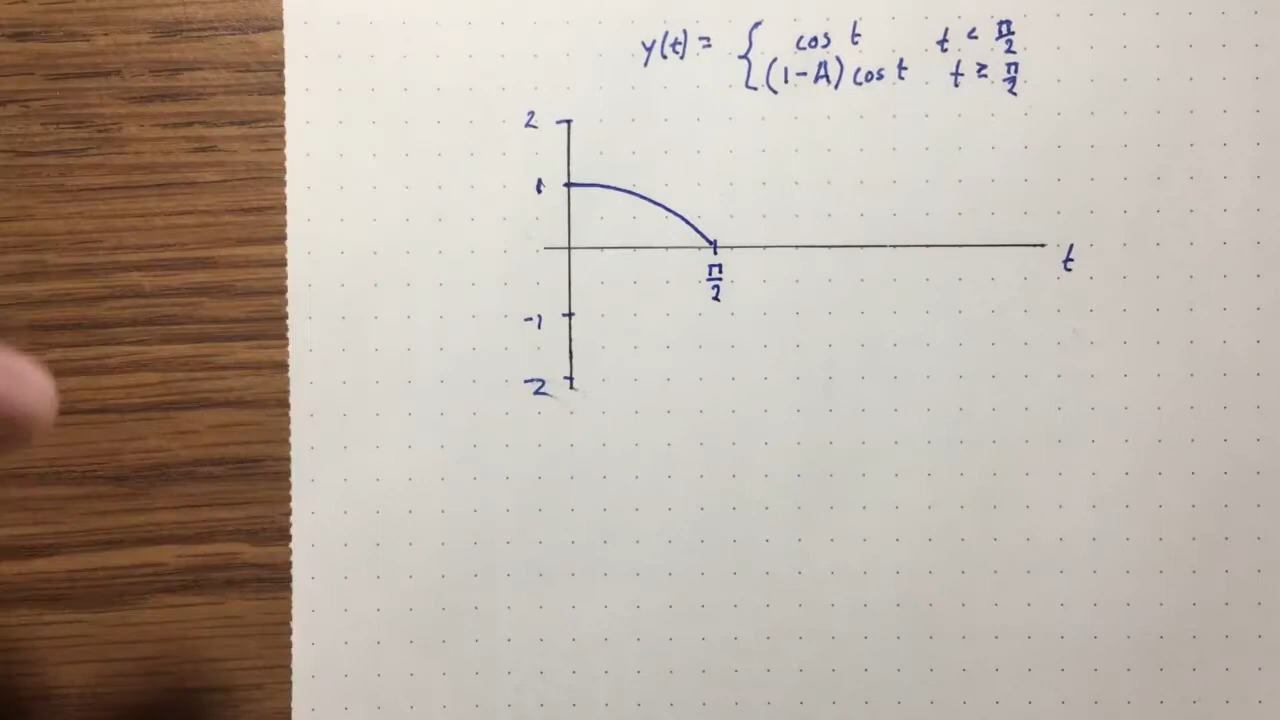 y(t) = { cos t t < π/2
(1-A) cos t t ≥ π/2
2
1
t
π/2
-1
-2